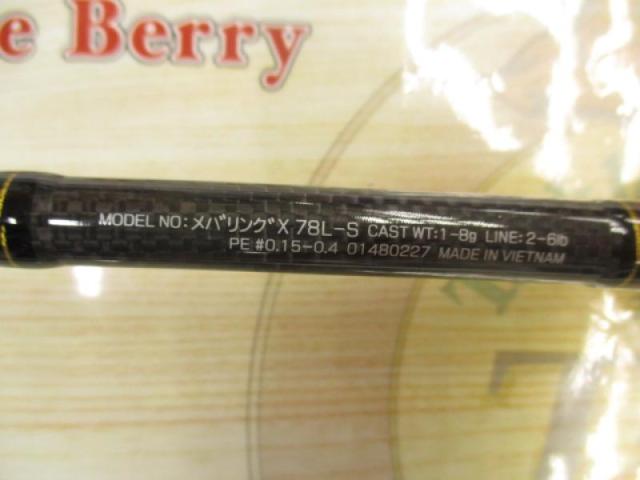 e Berry
MODEL NO:メバリングX 78L-S CAST WT:1-8g LINE:2-6lb
PE #0.15-0.4 01480227 MADE IN VIETNAM